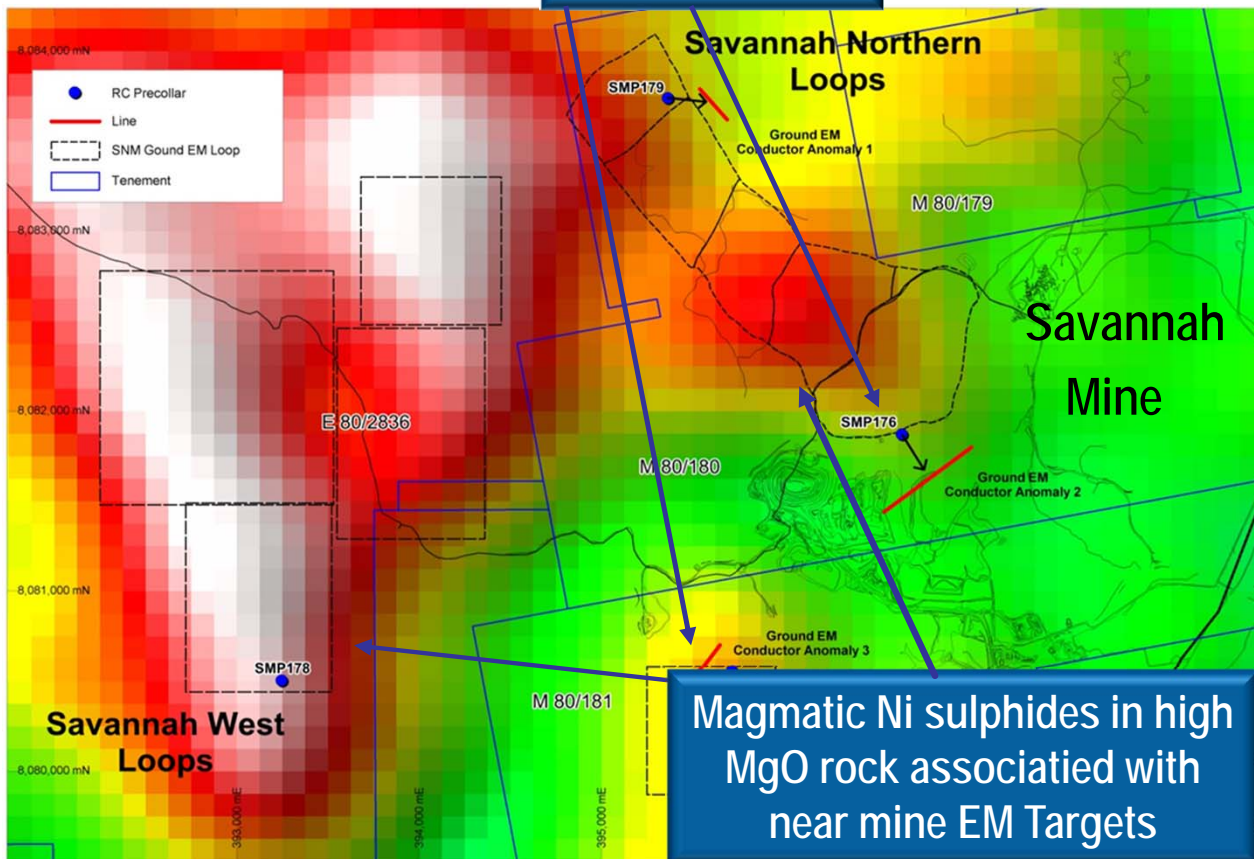 8,084,000 mN
Savannah Northern
Loops
RC Precollar
Line
SNM Gound EM Loop
Tenement
SMP179
Ground EM
Conductor Anomaly 1
M 80/179
8,083,000 mN
Savannah
Mine
8,082,000 mN
E 80/2836
SMP176
M 80/180
Ground EM
Conductor Anomaly 2
8,081,000 mN
Ground EM
Conductor Anomaly 3
SMP178
M 80/181
Savannah West
Loops
8,080,000 mN
393,000 mE
394,000 mE
395,000
Magmatic Ni sulphides in high
MgO rock associatied with
near mine EM Targets